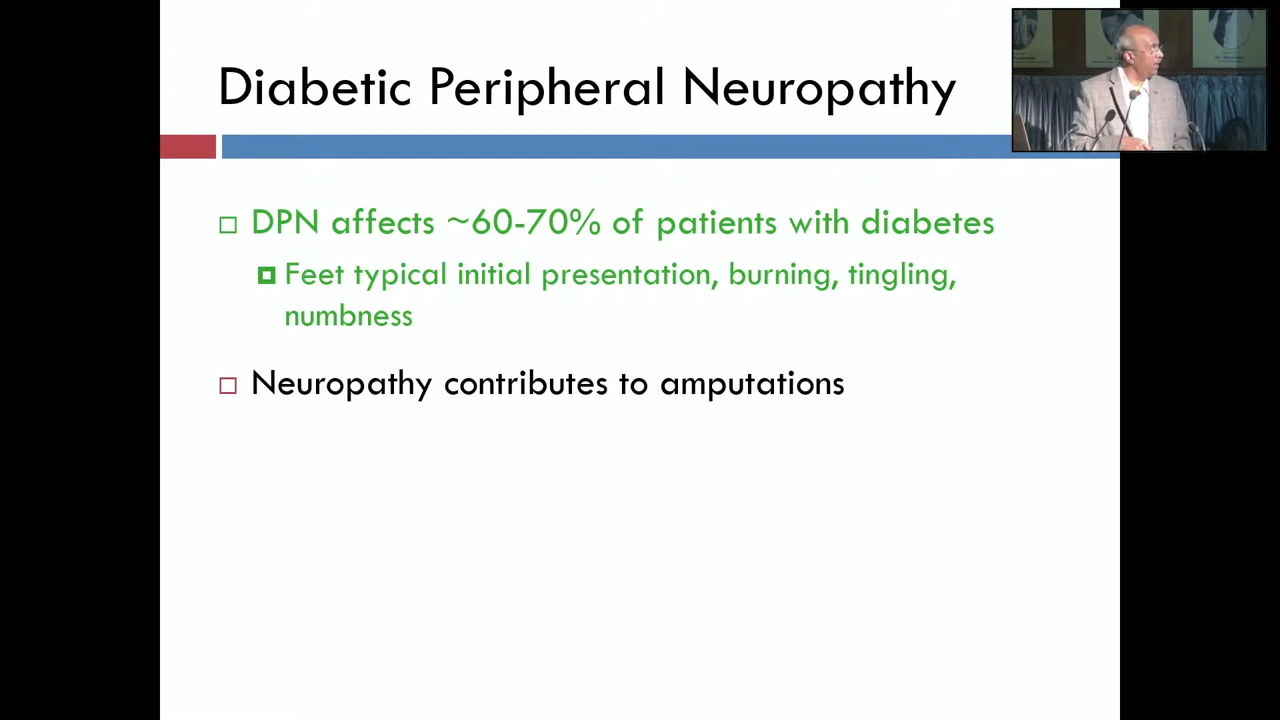 Diabetic Peripheral Neuropathy
DPN affects ~60-70% of patients with diabetes
Feet typical initial presentation, burning, tingling,
numbness
Neuropathy contributes to amputations